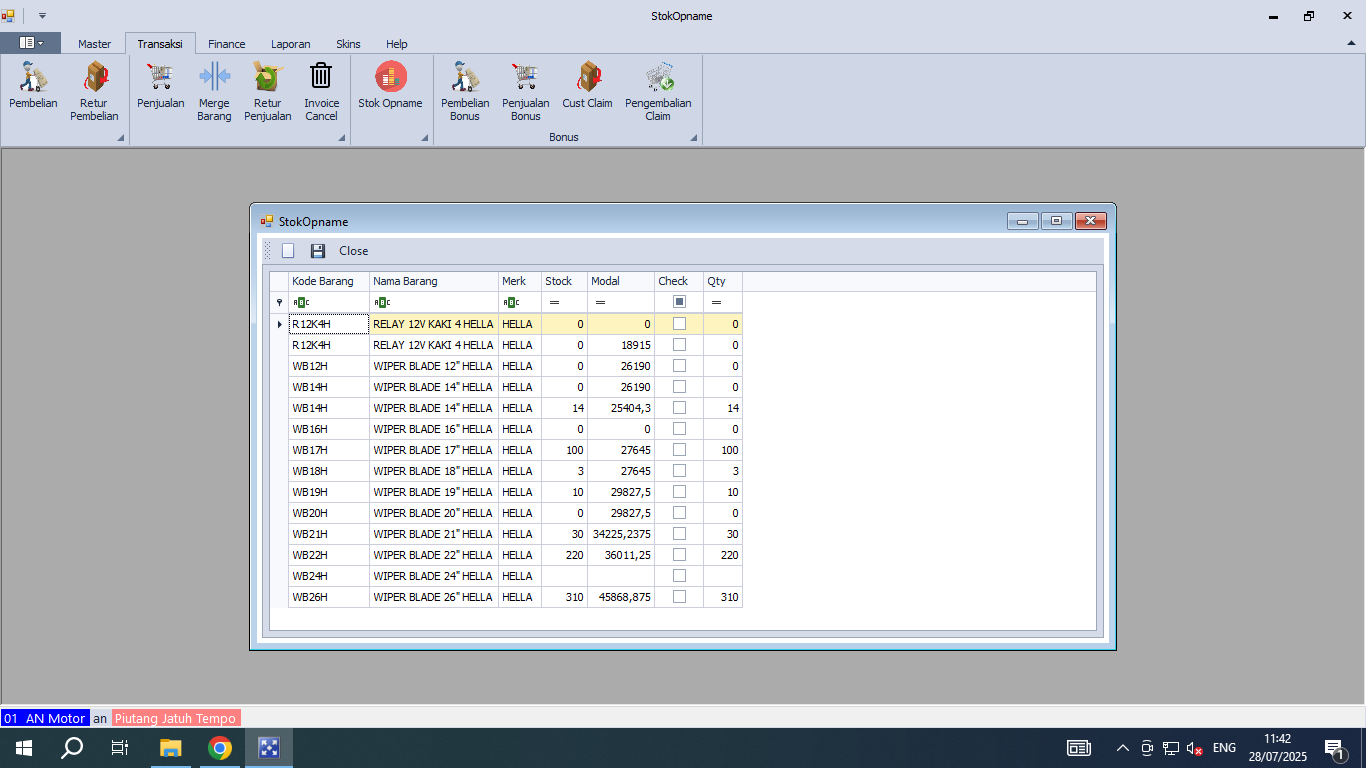 StokOpname
Master Transaksi Finance Laporan Skins Help
Pembelian Retur Pembelian Penjualan Merge Barang Retur Penjualan Invoice Cancel Stok Opname Pembelian Bonus Penjualan Bonus Cust Claim Pengembalian Claim
Bonus
StokOpname
Close
Kode Barang Nama Barang Merk Stock Modal Check Qty
ABC ABC ABC = = =
R12K4H RELAY 12V KAKI 4 HELLA HELLA 0 0 0
R12K4H RELAY 12V KAKI 4 HELLA HELLA 0 18915 0
WB12H WIPER BLADE 12" HELLA HELLA 0 26190 0
WB14H WIPER BLADE 14" HELLA HELLA 0 26190 0
WB14H WIPER BLADE 14" HELLA HELLA 14 25404,3 14
WB16H WIPER BLADE 16" HELLA HELLA 0 0 0
WB17H WIPER BLADE 17" HELLA HELLA 100 27645 100
WB18H WIPER BLADE 18" HELLA HELLA 3 27645 3
WB19H WIPER BLADE 19" HELLA HELLA 10 29827,5 10
WB20H WIPER BLADE 20" HELLA HELLA 0 29827,5 0
WB21H WIPER BLADE 21" HELLA HELLA 30 34225,2375 30
WB22H WIPER BLADE 22" HELLA HELLA 220 36011,25 220
WB24H WIPER BLADE 24" HELLA HELLA
WB26H WIPER BLADE 26" HELLA HELLA 310 45868,875 310
01 AN Motor an Piutang Jatuh Tempo
ENG 11:42
28/07/2025 1